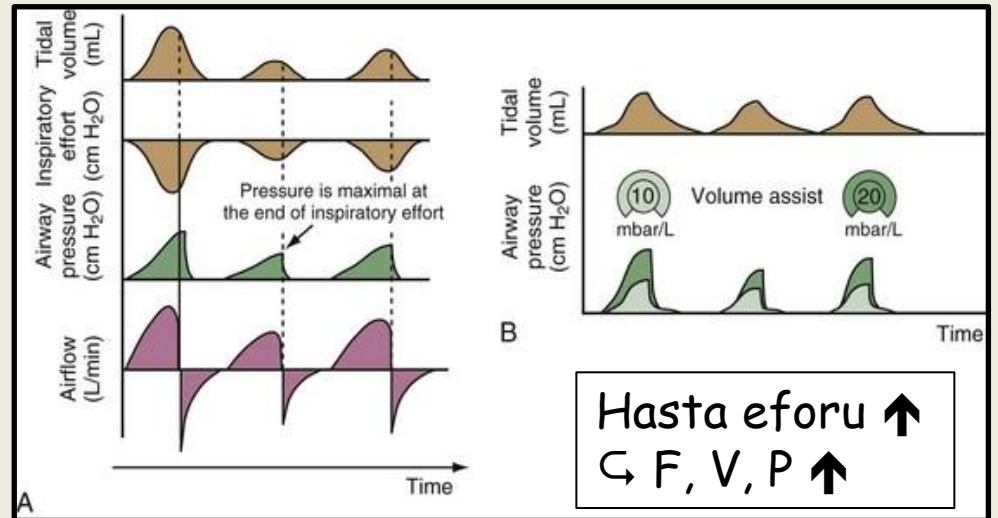 Tidal
volume
(mL)
Inspiratory
effort
(cm H2O)
Pressure is maximal at
the end of inspiratory effort
Airway
pressure
(cm H2O)
Airflow
(L/min)
Time
A
Tidal
volume
(mL)
10
mbar/L
Volume assist
20
mbar/L
Airway
pressure
(cm H2O)
B
Time
Hasta eforu ↑
↪ F, V, P ↑